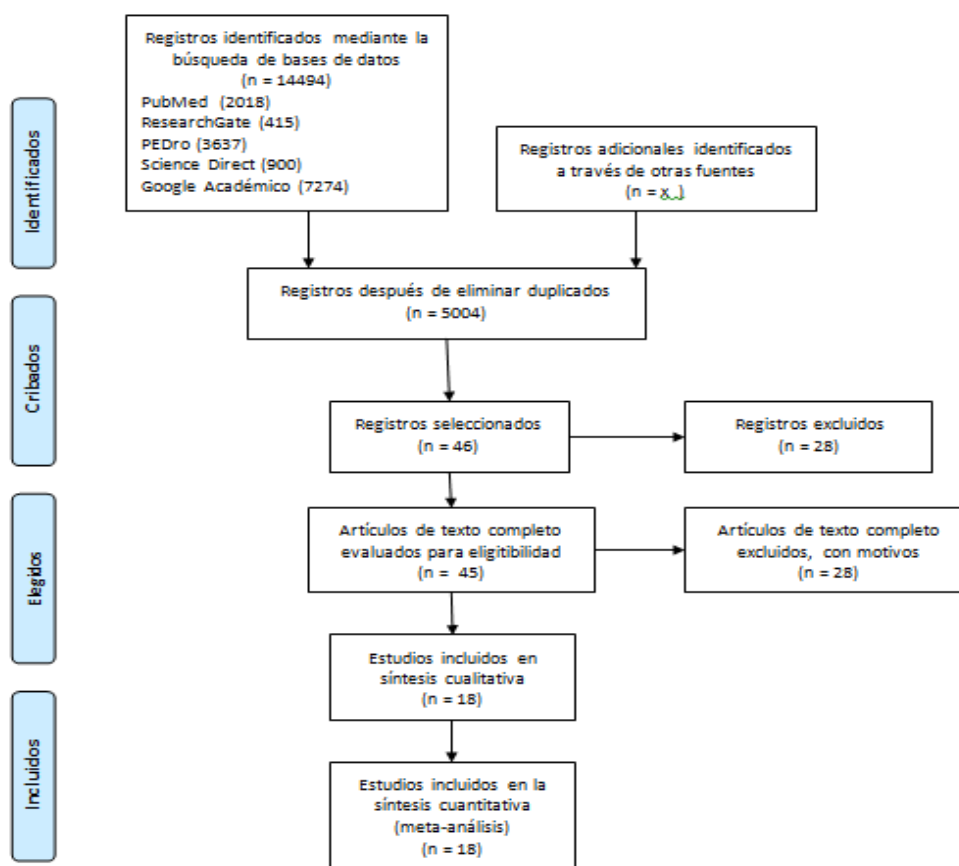 Registros identificados mediante la
búsqueda de bases de datos
(n = 14494)
PubMed (2018)
ResearchGate (415)
PEDro (3637)
Science Direct (900)
Google Académico (7274)
Registros adicionales identificados
a través de otras fuentes
(n = x )
Identificados
Registros después de eliminar duplicados
(n = 5004)
Cribados
Registros seleccionados
(n = 46)
Registros excluidos
(n = 28)
Elegidos
Artículos de texto completo
evaluados para eligitibilidad
(n = 45)
Artículos de texto completo
excluidos, con motivos
(n = 28)
Estudios incluidos en
síntesis cualitativa
(n = 18)
Incluidos
Estudios incluidos en la
síntesis cuantitativa
(meta-análisis)
(n = 18)